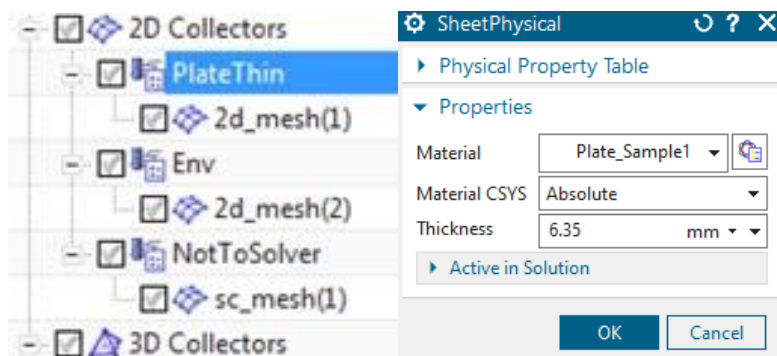 2D Collectors
PlateThin
2d_mesh(1)
Env
2d_mesh(2)
NotToSolver
sc_mesh(1)
3D Collectors
SheetPhysical ?
Physical Property Table
Properties
Material Plate_Sample1
Material CSYS Absolute
Thickness 6.35 mm
Active in Solution
OK Cancel